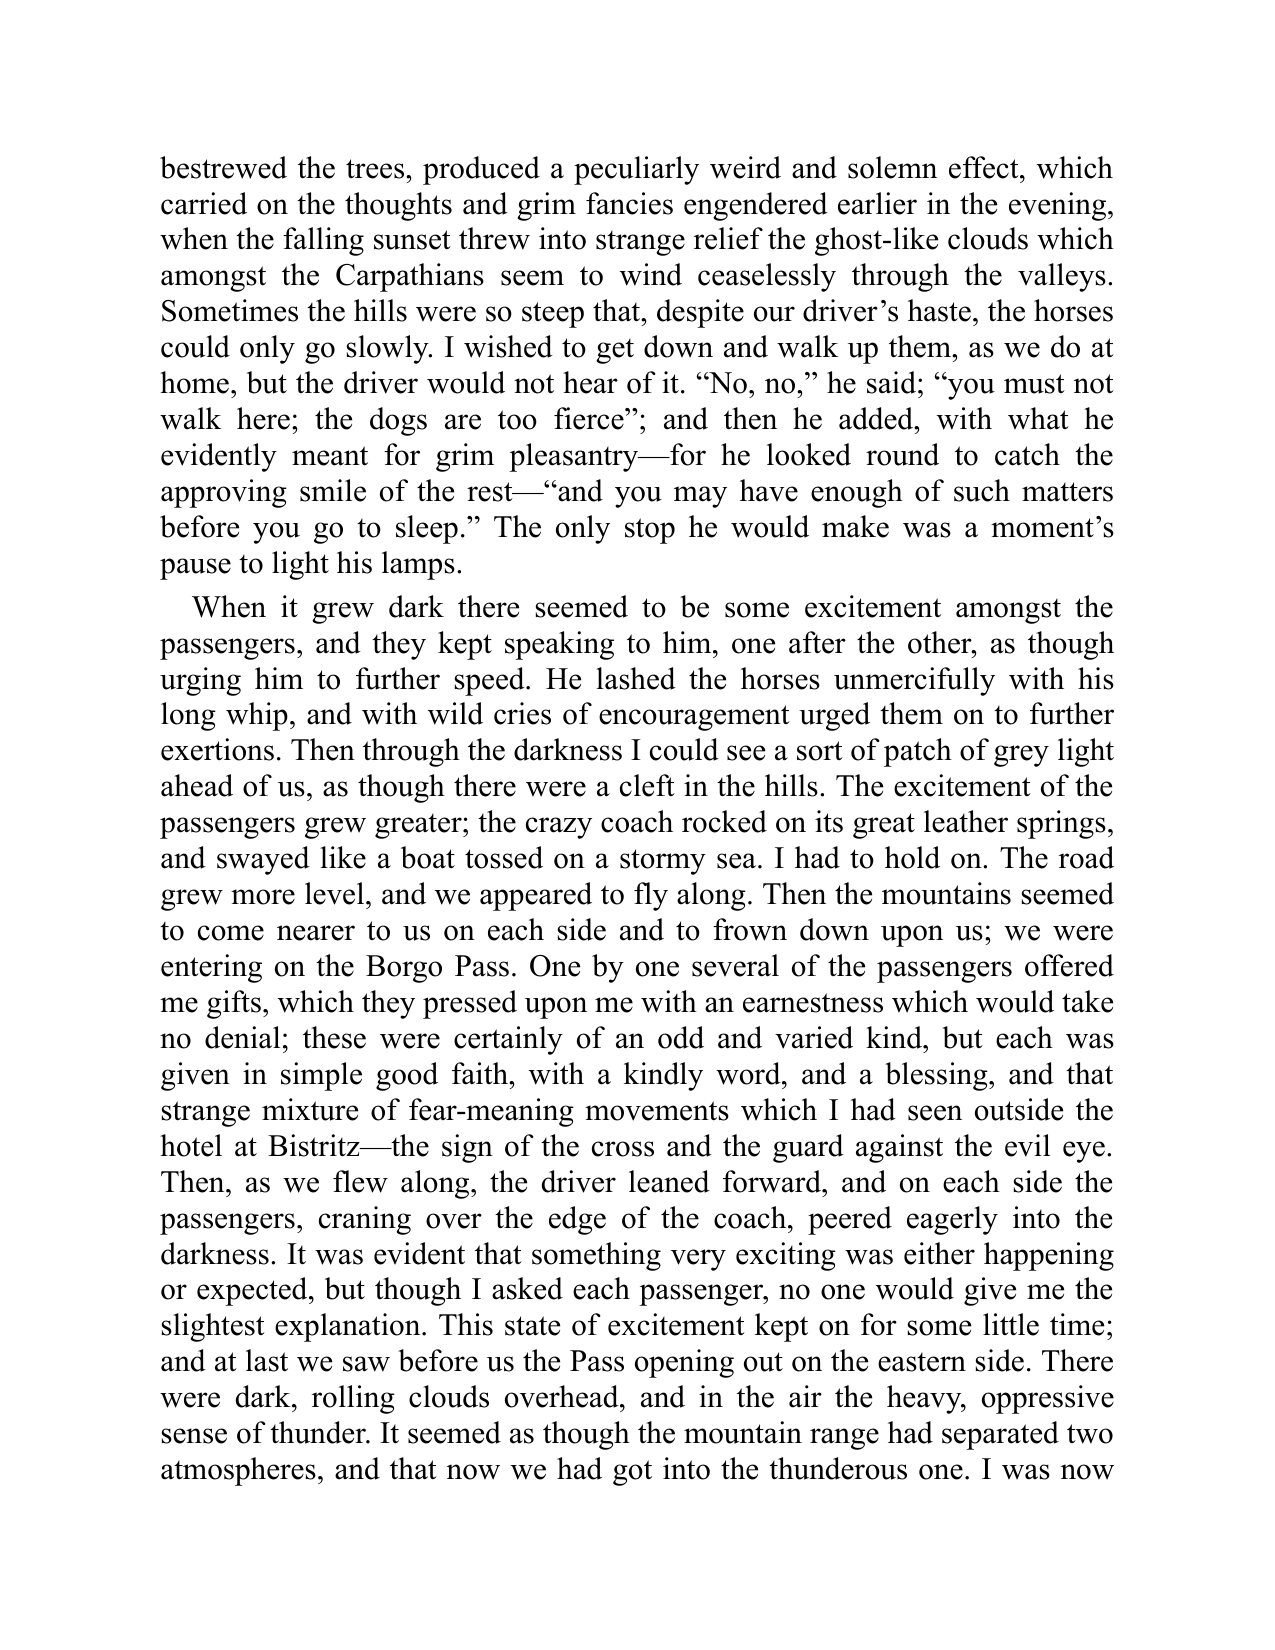 bestrewed the trees, produced a peculiarly weird and solemn effect, which
carried on the thoughts and grim fancies engendered earlier in the evening,
when the falling sunset threw into strange relief the ghost-like clouds which
amongst the Carpathians seem to wind ceaselessly through the valleys.
Sometimes the hills were so steep that, despite our driver’s haste, the horses
could only go slowly. I wished to get down and walk up them, as we do at
home, but the driver would not hear of it. “No, no,” he said; “you must not
walk here; the dogs are too fierce”; and then he added, with what he
evidently meant for grim pleasantry—for he looked round to catch the
approving smile of the rest—“and you may have enough of such matters
before you go to sleep.” The only stop he would make was a moment’s
pause to light his lamps.
When it grew dark there seemed to be some excitement amongst the
passengers, and they kept speaking to him, one after the other, as though
urging him to further speed. He lashed the horses unmercifully with his
long whip, and with wild cries of encouragement urged them on to further
exertions. Then through the darkness I could see a sort of patch of grey light
ahead of us, as though there were a cleft in the hills. The excitement of the
passengers grew greater; the crazy coach rocked on its great leather springs,
and swayed like a boat tossed on a stormy sea. I had to hold on. The road
grew more level, and we appeared to fly along. Then the mountains seemed
to come nearer to us on each side and to frown down upon us; we were
entering on the Borgo Pass. One by one several of the passengers offered
me gifts, which they pressed upon me with an earnestness which would take
no denial; these were certainly of an odd and varied kind, but each was
given in simple good faith, with a kindly word, and a blessing, and that
strange mixture of fear-meaning movements which I had seen outside the
hotel at Bistritz—the sign of the cross and the guard against the evil eye.
Then, as we flew along, the driver leaned forward, and on each side the
passengers, craning over the edge of the coach, peered eagerly into the
darkness. It was evident that something very exciting was either happening
or expected, but though I asked each passenger, no one would give me the
slightest explanation. This state of excitement kept on for some little time;
and at last we saw before us the Pass opening out on the eastern side. There
were dark, rolling clouds overhead, and in the air the heavy, oppressive
sense of thunder. It seemed as though the mountain range had separated two
atmospheres, and that now we had got into the thunderous one. I was now